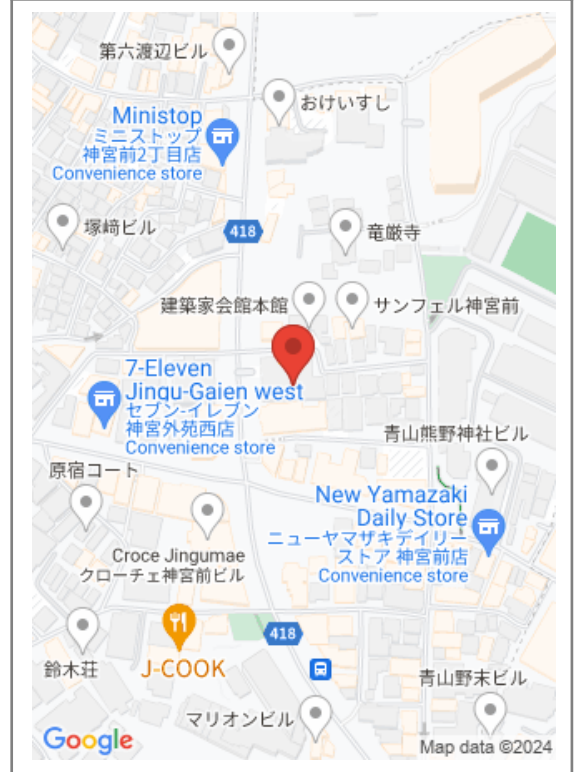 第六渡辺ビル
おけいすし
Ministop
ミニストップ
神宮前2丁目店
Convenience store
塚﨑ビル
418
竜厳寺
建築家会館本館
サンフェル神宮前
7-Eleven
Jingu-Gaien west
セブン-イレブン
神宮外苑西店
Convenience store
青山熊野神社ビル
原宿コート
New Yamazaki
Daily Store
ニューヤマザキデイリー
ストア 神宮前店
Convenience store
Croce Jingumae
クローチェ神宮前ビル
418
鈴木荘
J-COOK
青山野末ビル
マリオンビル
Google
Map data ©2024